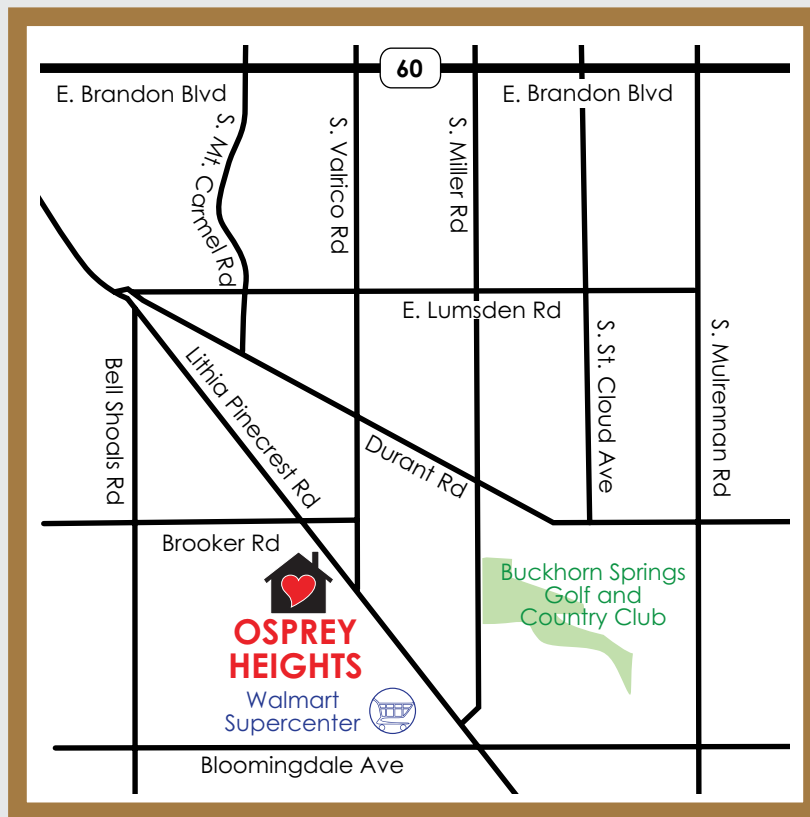 60
E. Brandon Blvd
E. Brandon Blvd
S. Mt. Carmel Rd
S. Valrico Rd
S. Miller Rd
E. Lumsden Rd
S. St. Cloud Ave
S. Mulrennan Rd
Bell Shoals Rd
Lithia Pinecrest Rd
Durant Rd
Brooker Rd
Buckhorn Springs
Golf and
Country Club
OSPREY
HEIGHTS
Walmart
Supercenter
Bloomingdale Ave